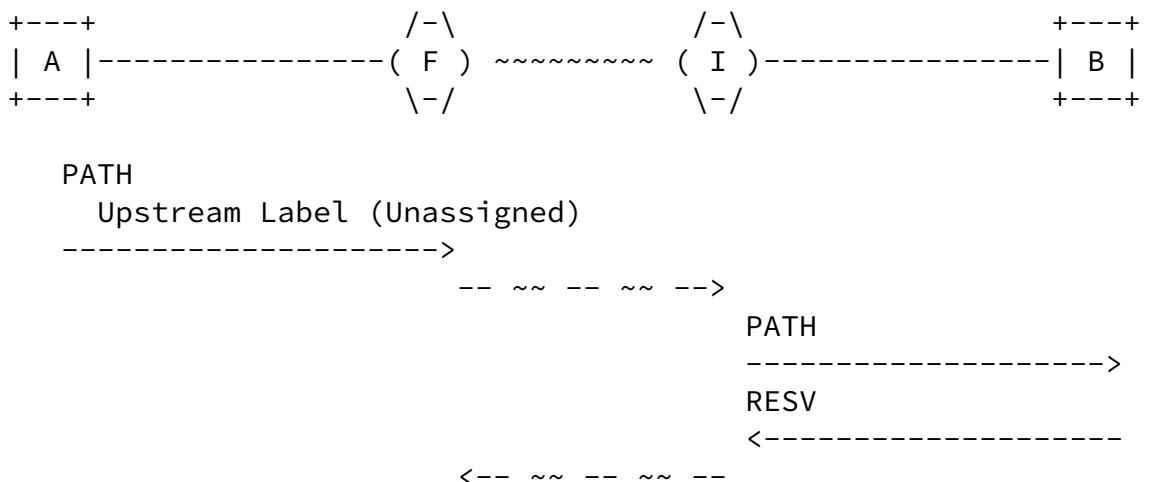 +---+ /-\ /-\ +---+
| A |----------------( F ) ~~~~~~~~~ ( I )----------------| B |
+---+ \-/ \-/ +---+
PATH
Upstream Label (Unassigned)
--------------------->
-- ~~ -- ~~ -->
PATH
-------------------->
RESV
<--------------------
<-- ~~ -- ~~ --